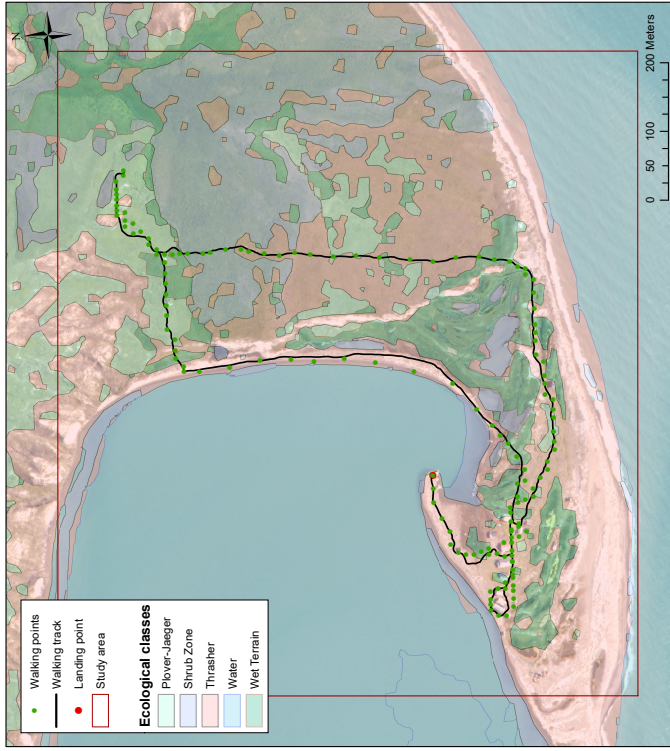 N
Walking points
Walking track
Landing point
Study area
Ecological classes
Plover-Jaeger
Shrub Zone
Thrasher
Water
Wet Terrain
0 50 100 200 Meters